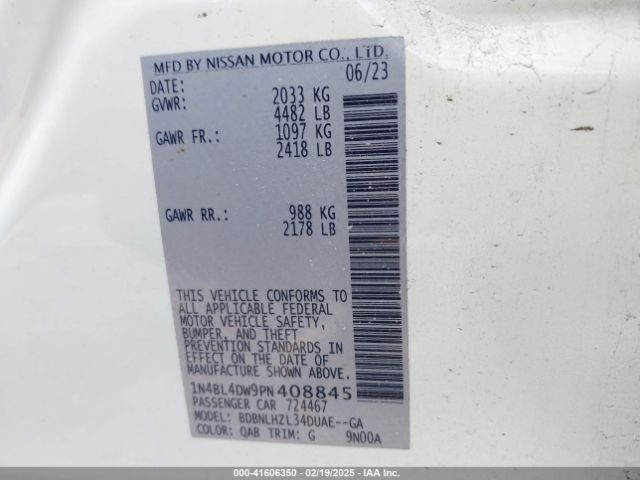 MFD BY NISSAN MOTOR CO., LTD.
DATE: 06/23
GVWR: 2033 KG
4482 LB
GAWR FR.: 1097 KG
2418 LB
GAWR RR.: 988 KG
2178 LB
THIS VEHICLE CONFORMS TO
ALL APPLICABLE FEDERAL
MOTOR VEHICLE SAFETY,
BUMPER, AND THEFT
PREVENTION STANDARDS IN
EFFECT ON THE DATE OF
MANUFACTURE SHOWN ABOVE.
1N4BL4DW9PN408845
PASSENGER CAR 724467
MODEL: BDBNLHZL34DUAE--GA
COLOR: QAB TRIM: G 9N00A
000-41606350 | 02/19/2025 - IAA Inc.